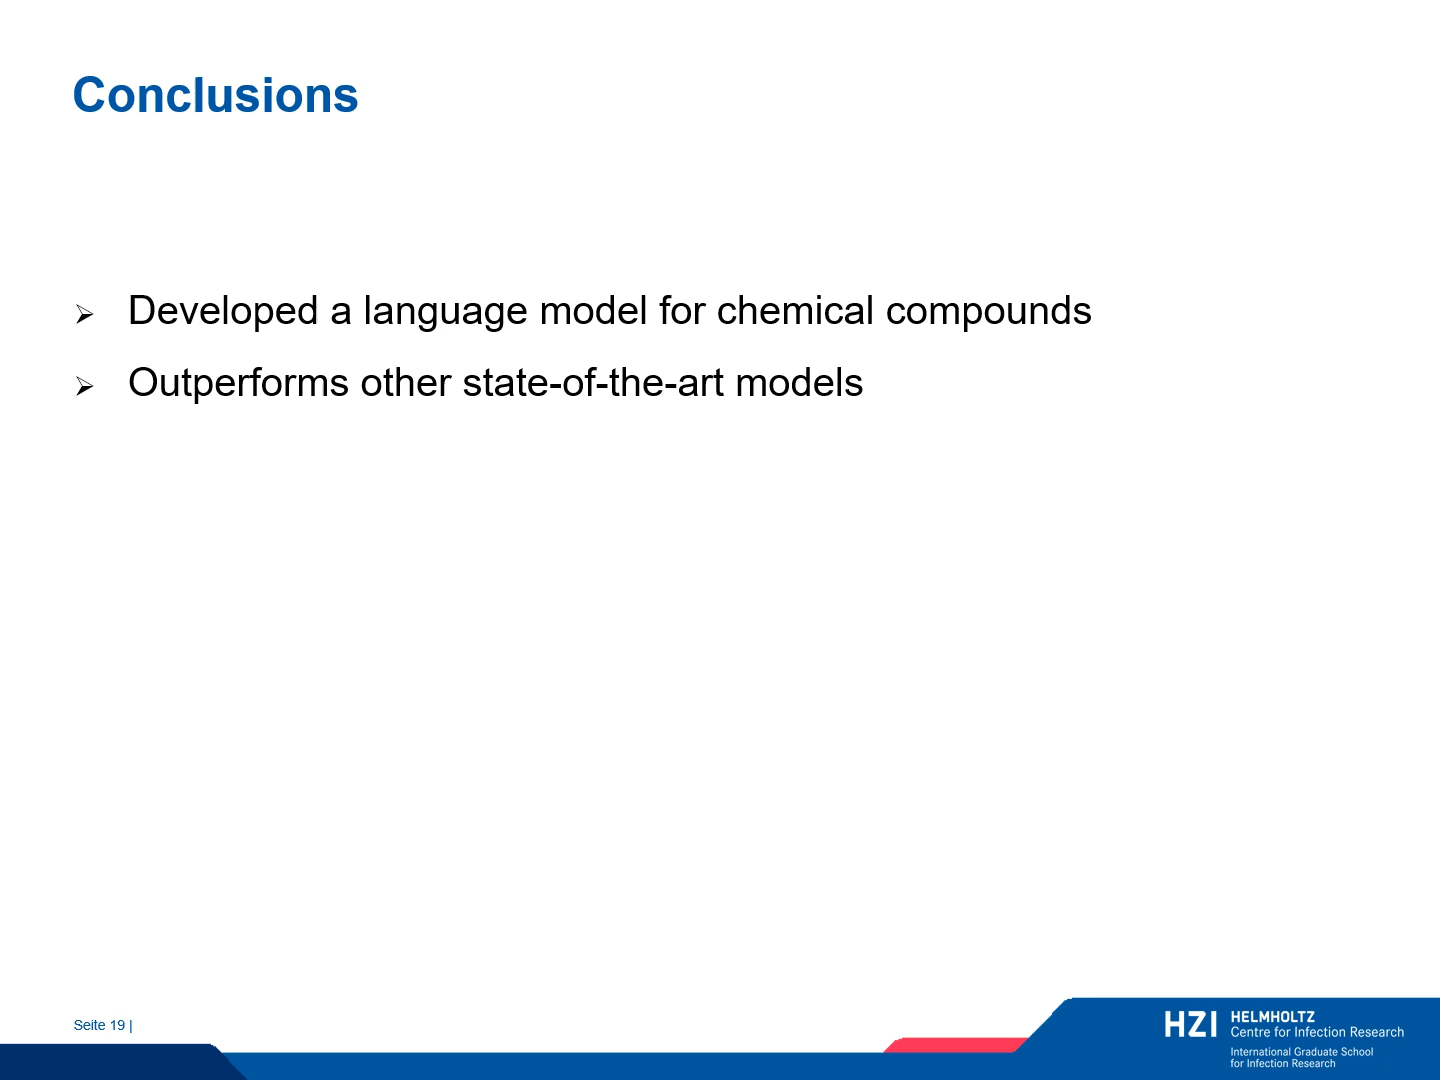 Conclusions
Developed a language model for chemical compounds
Outperforms other state-of-the-art models
Seite 19 |
HZI
HELMHOLTZ
Centre for Infection Research
International Graduate School
for Infection Research